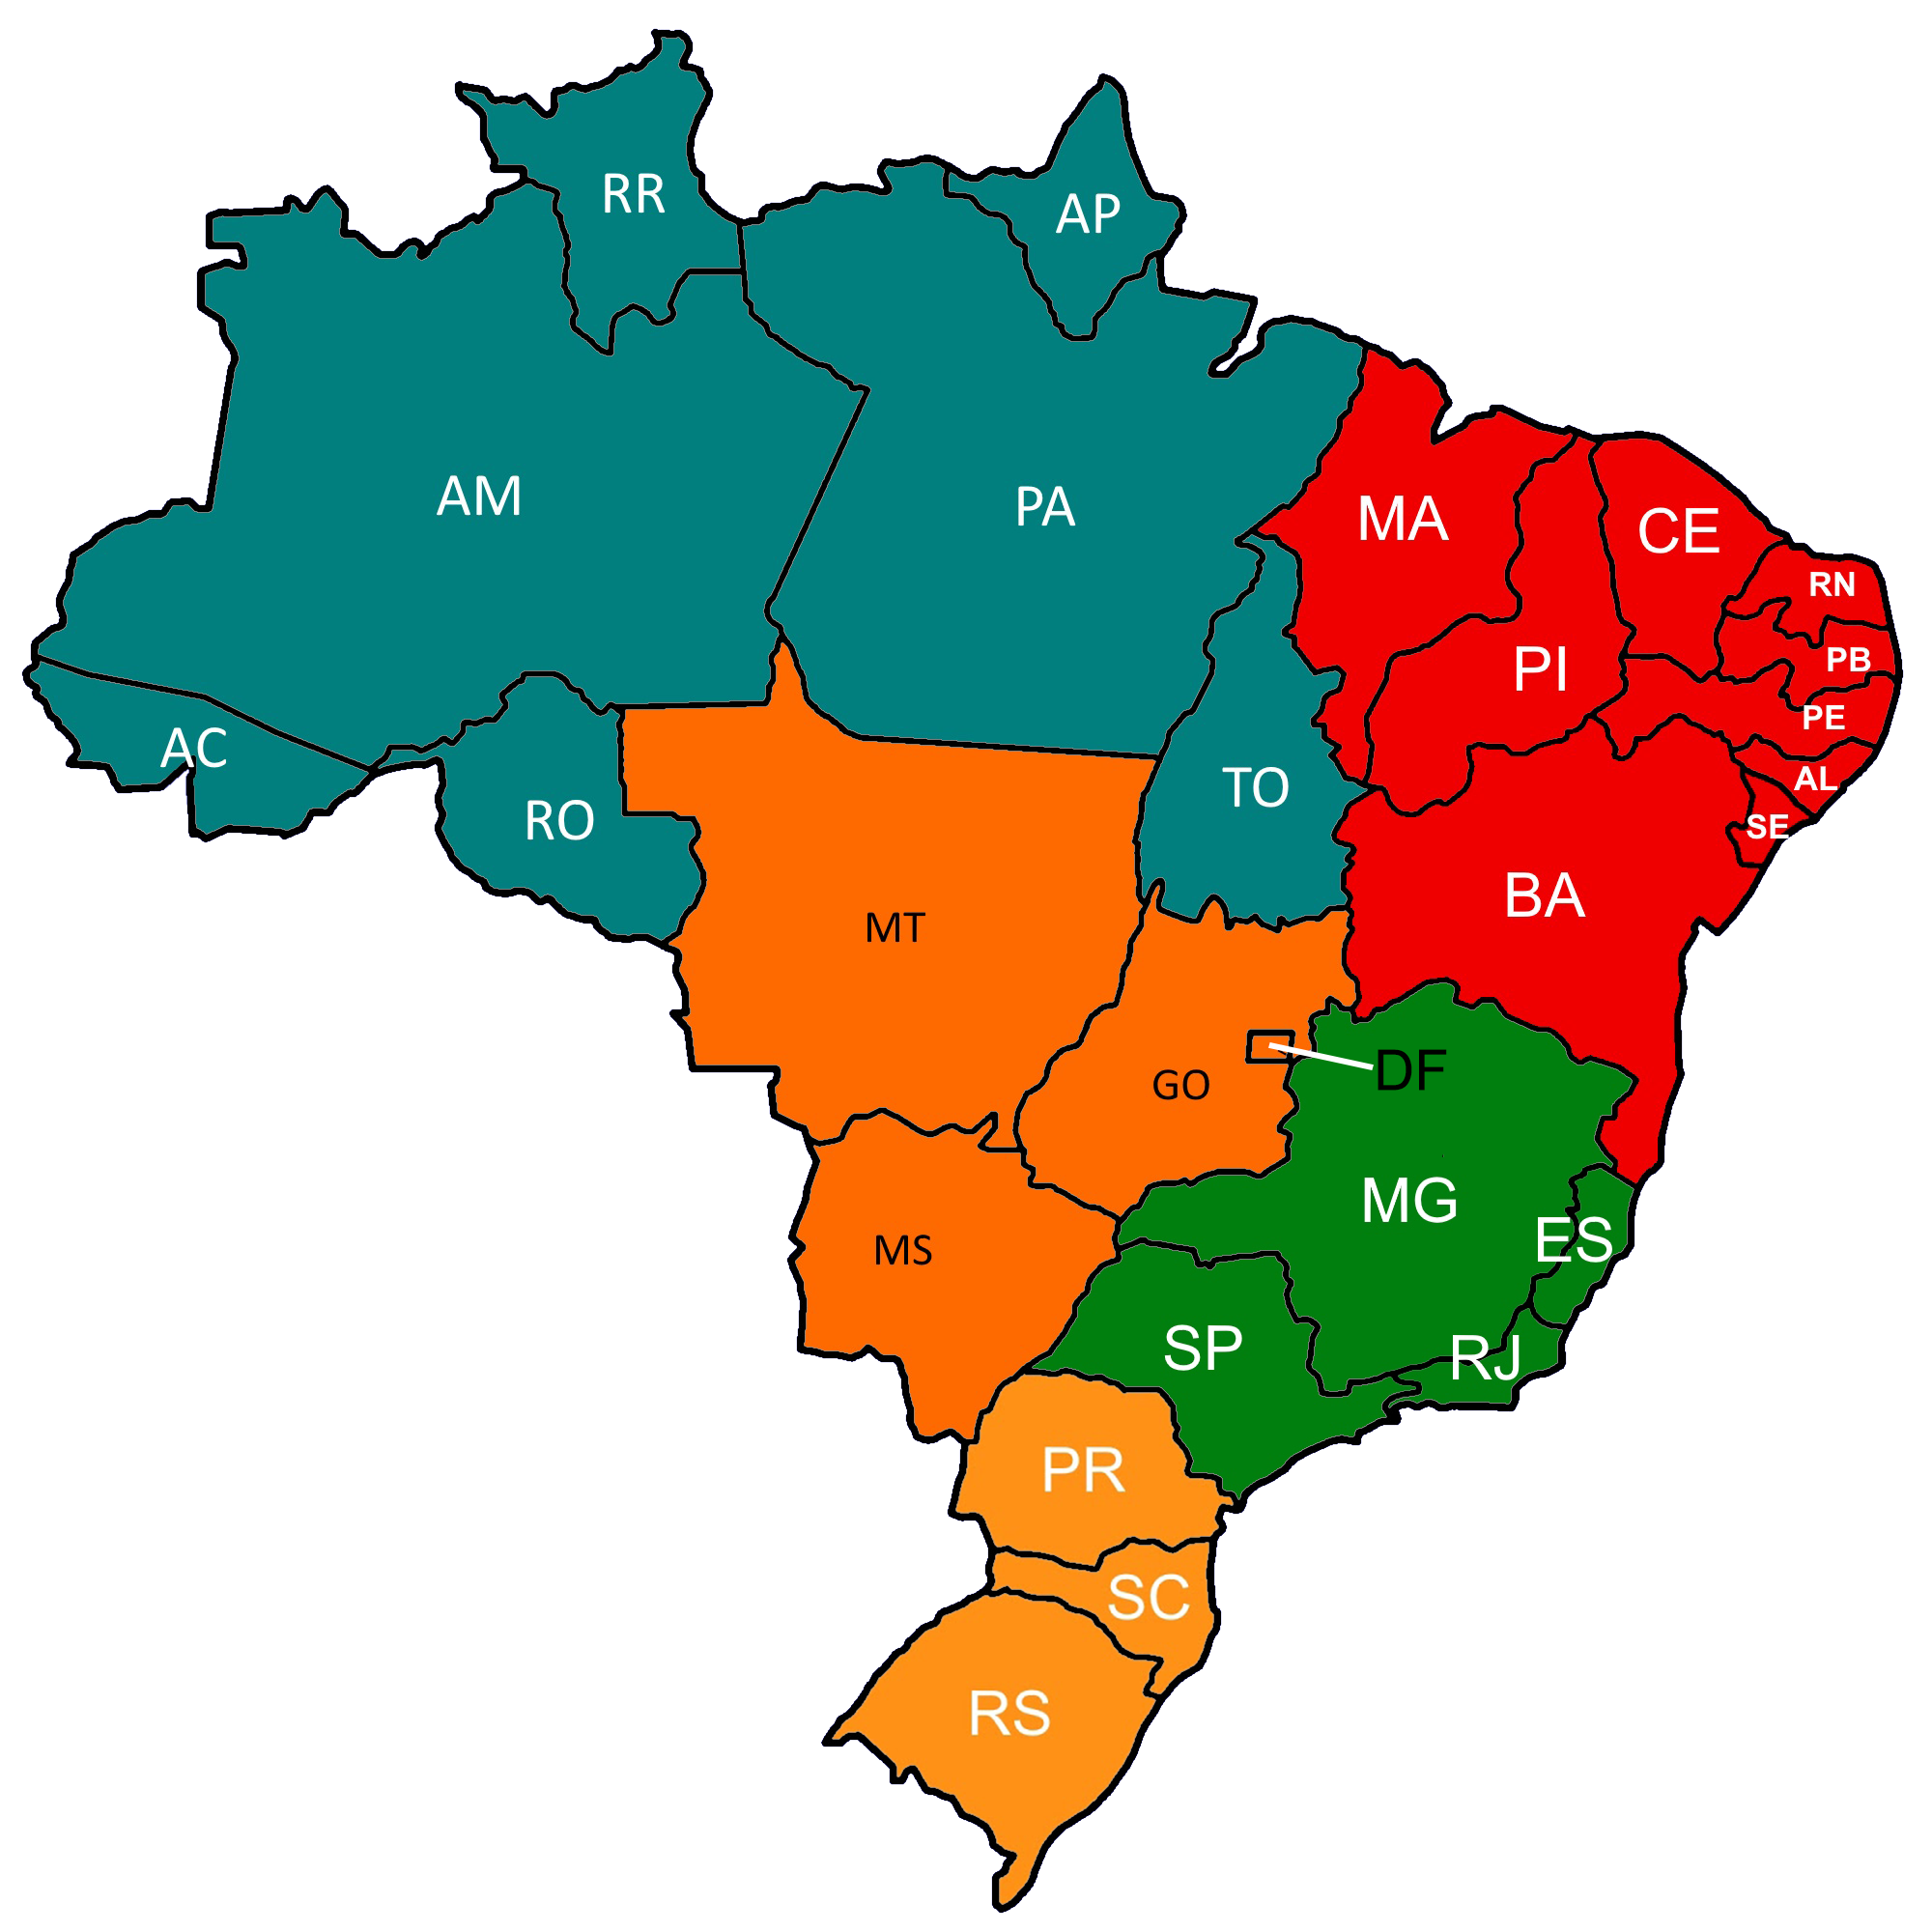 RR
AP
AM
PA
MA
CE
RN
PB
PI
PE
AC
AL
TO
RO
SE
BA
MT
DF
GO
MG
ES
MS
SP
RJ
PR
SC
RS